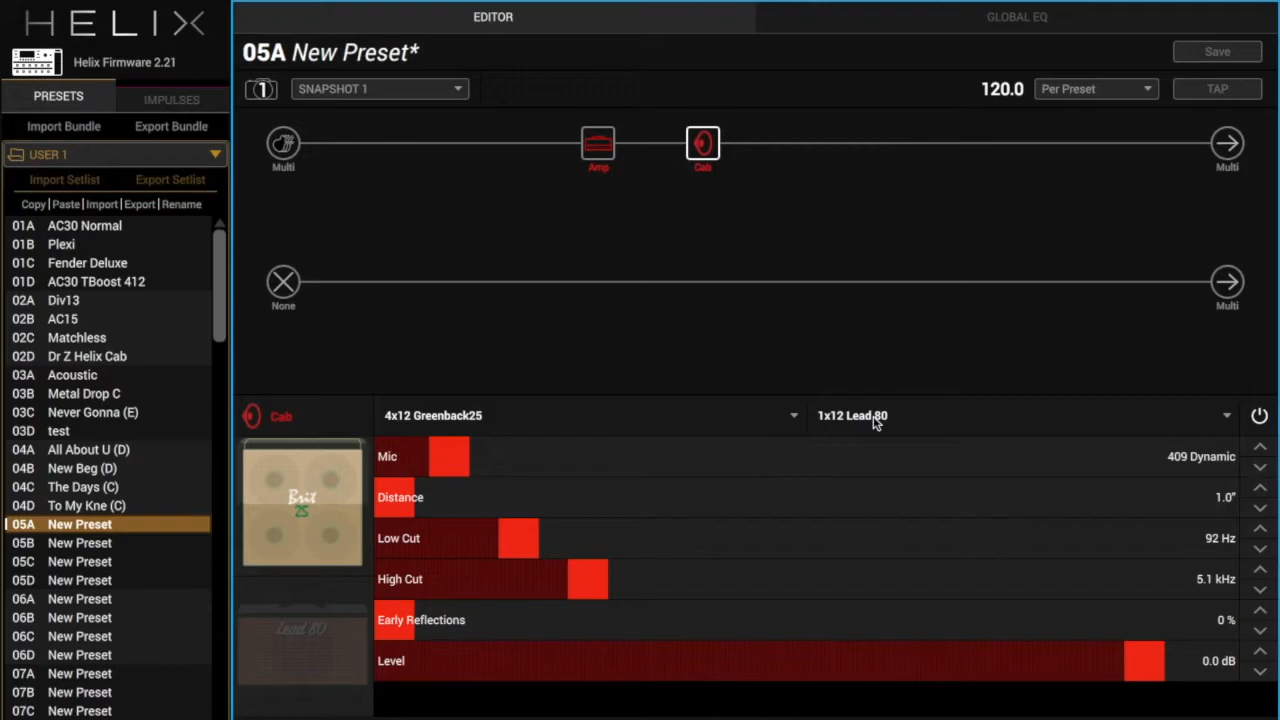 HELIX
Helix Firmware 2.21
PRESETS
IMPULSES
Import Bundle
Export Bundle
USER 1
Import Setlist
Export Setlist
Copy|Paste|Import|Export|Rename
01A AC30 Normal
01B Plexi
01C Fender Deluxe
01D AC30 TBoost 412
02A Div13
02B AC15
02C Matchless
02D Dr Z Helix Cab
03A Acoustic
03B Metal Drop C
03C Never Gonna (E)
03D test
04A All About U (D)
04B New Beg (D)
04C The Days (C)
04D To My Kne (C)
05A New Preset
05B New Preset
05C New Preset
05D New Preset
06A New Preset
06B New Preset
06C New Preset
06D New Preset
07A New Preset
07B New Preset
07C New Preset
EDITOR
GLOBAL EQ
05A New Preset*
Save
1
SNAPSHOT 1
120.0
Per Preset
TAP
Multi
Amp
Cab
Multi
None
Multi
Cab
4x12 Greenback25
1x12 Lead 80
Brit
25
Lead 80
Mic 409 Dynamic
Distance 1.0"
Low Cut 92 Hz
High Cut 5.1 kHz
Early Reflections 0 %
Level 0.0 dB